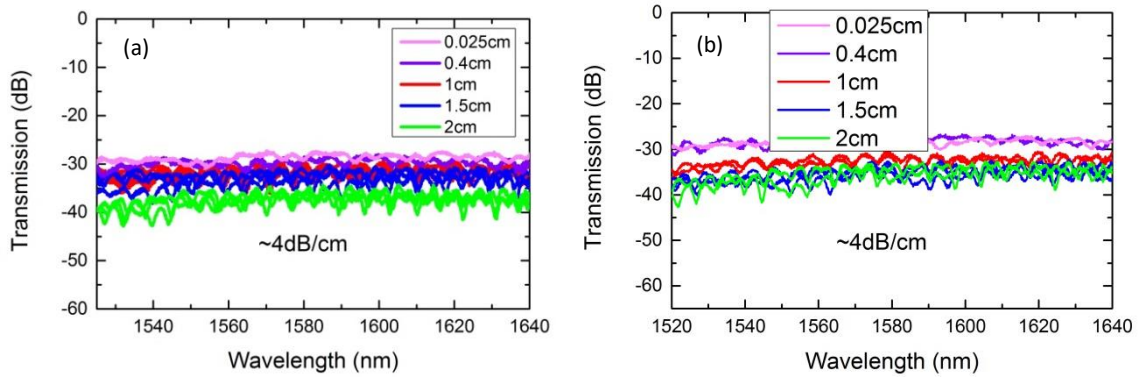 (a)
0.025cm
0.4cm
1cm
1.5cm
2cm
~4dB/cm
Transmission (dB)
0
-10
-20
-30
-40
-50
-60
1540
1560
1580
1600
1620
1640
Wavelength (nm)
(b)
0.025cm
0.4cm
1cm
1.5cm
2cm
~4dB/cm
Transmission (dB)
0
-10
-20
-30
-40
-50
-60
1520
1540
1560
1580
1600
1620
1640
Wavelength (nm)